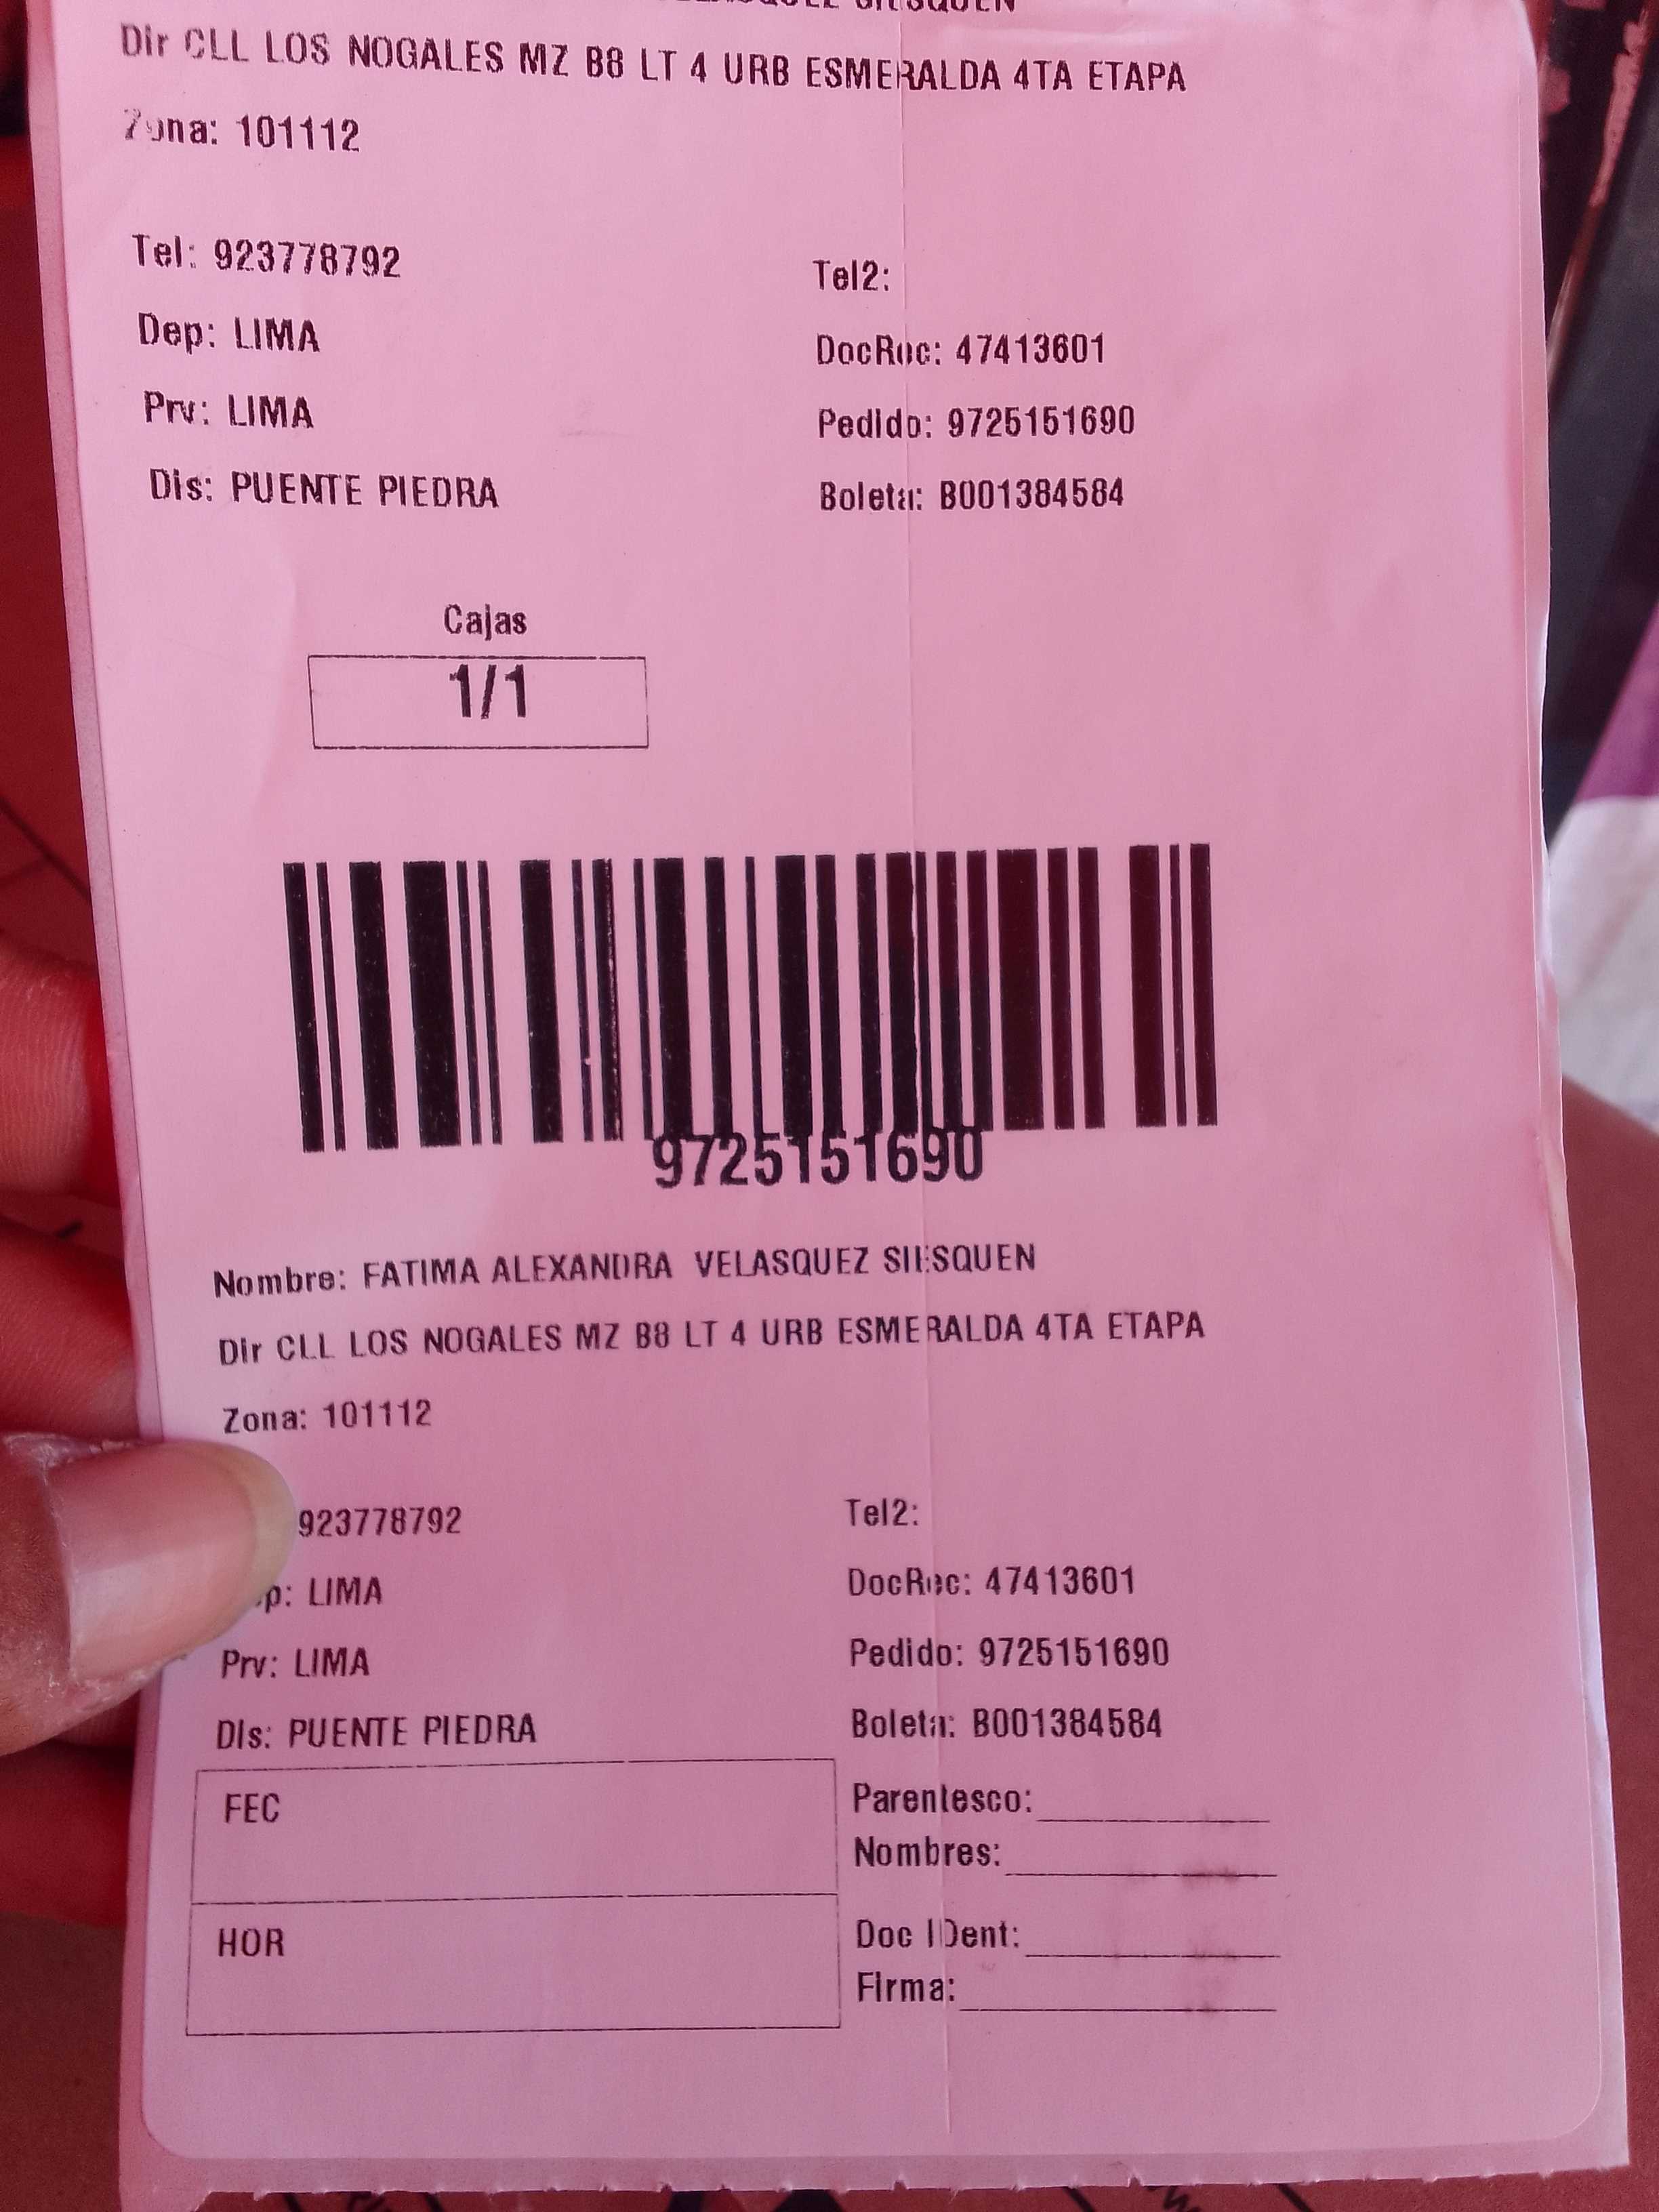 VELASQUEZ SIESQUEN
Dir CLL LOS NOGALES MZ B8 LT 4 URB ESMERALDA 4TA ETAPA
Zona: 101112
Tel: 923778792
Tel2:
Dep: LIMA
DocRec: 47413601
Prv: LIMA
Pedido: 9725151690
Dis: PUENTE PIEDRA
Boleta: B001384584
Cajas
1/1
9725151690
Nombre: FATIMA ALEXANDRA VELASQUEZ SIESQUEN
Dir CLL LOS NOGALES MZ B8 LT 4 URB ESMERALDA 4TA ETAPA
Zona: 101112
923778792
Tel2:
p: LIMA
DocRec: 47413601
Prv: LIMA
Pedido: 9725151690
Dis: PUENTE PIEDRA
Boleta: B001384584
FEC
Parentesco:
Nombres:
HOR
Doc IDent:
Firma: